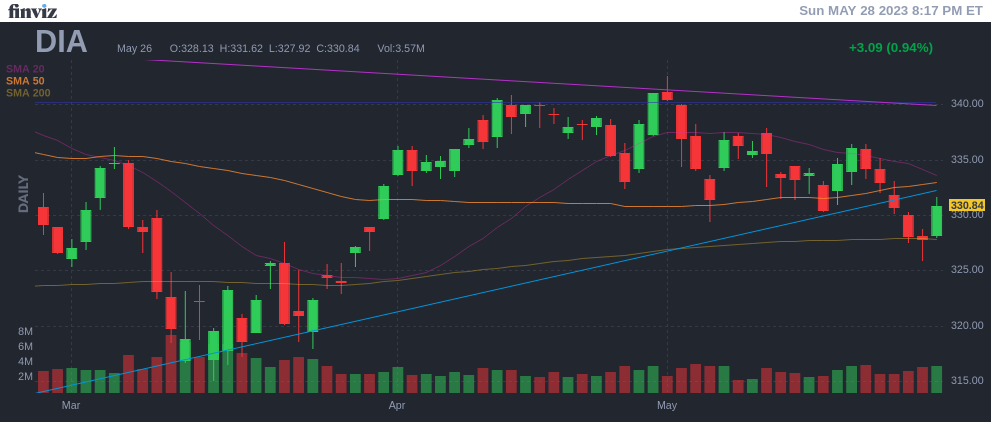 finviz
Sun MAY 28 2023 8:17 PM ET
DIA
May 26 O:328.13 H:331.62 L:327.92 C:330.84 Vol:3.57M
+3.09 (0.94%)
SMA 20
SMA 50
SMA 200
DAILY
340.00
335.00
330.84
330.00
325.00
320.00
315.00
8M
6M
4M
2M
Mar Apr May